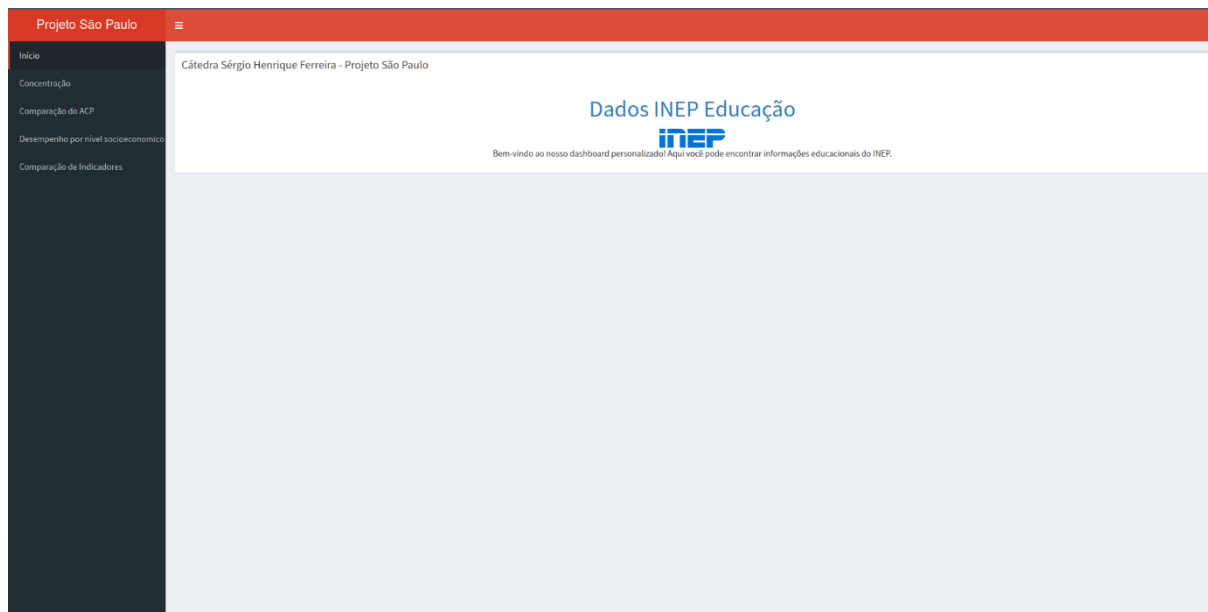 Projeto São Paulo
Início
Concentração
Comparação do ACP
Desempenho por nível socioeconomico
Comparação de Indicadores
Cátedra Sérgio Henrique Ferreira - Projeto São Paulo
Dados INEP Educação
inep
Bem-vindo ao nosso dashboard personalizado! Aqui você pode encontrar informações educacionais do INEP.